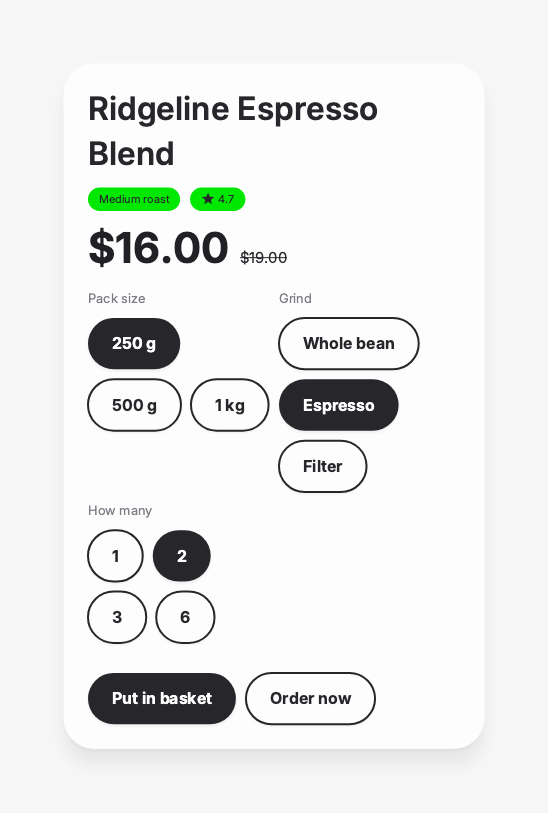 Ridgeline Espresso
Blend
Medium roast
★ 4.7
$16.00 $19.00
Pack size
250 g
500 g 1 kg
Grind
Whole bean
Espresso
Filter
How many
1 2
3 6
Put in basket Order now